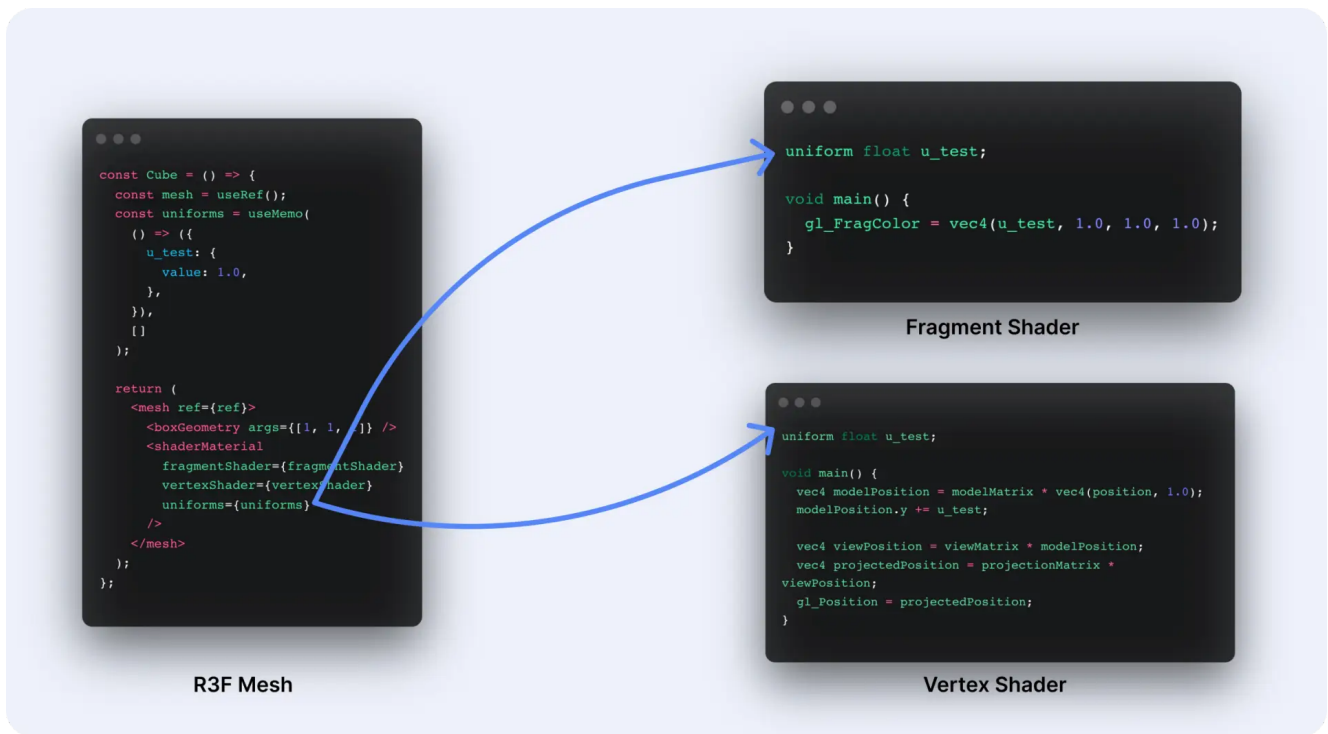 const Cube = () => {
const mesh = useRef();
const uniforms = useMemo(
() => ({
u_test: {
value: 1.0,
},
}),
[]
);
return (
<mesh ref={ref}>
<boxGeometry args={[1, 1, ]} />
<shaderMaterial
fragmentShader={fragmentShader}
vertexShader={vertexShader}
uniforms={uniforms}
/>
</mesh>
);
};
R3F Mesh
uniform float u_test;
void main() {
gl_FragColor = vec4(u_test, 1.0, 1.0, 1.0);
}
Fragment Shader
uniform float u_test;
void main() {
vec4 modelPosition = modelMatrix * vec4(position, 1.0);
modelPosition.y += u_test;
vec4 viewPosition = viewMatrix * modelPosition;
vec4 projectedPosition = projectionMatrix *
viewPosition;
gl_Position = projectedPosition;
}
Vertex Shader